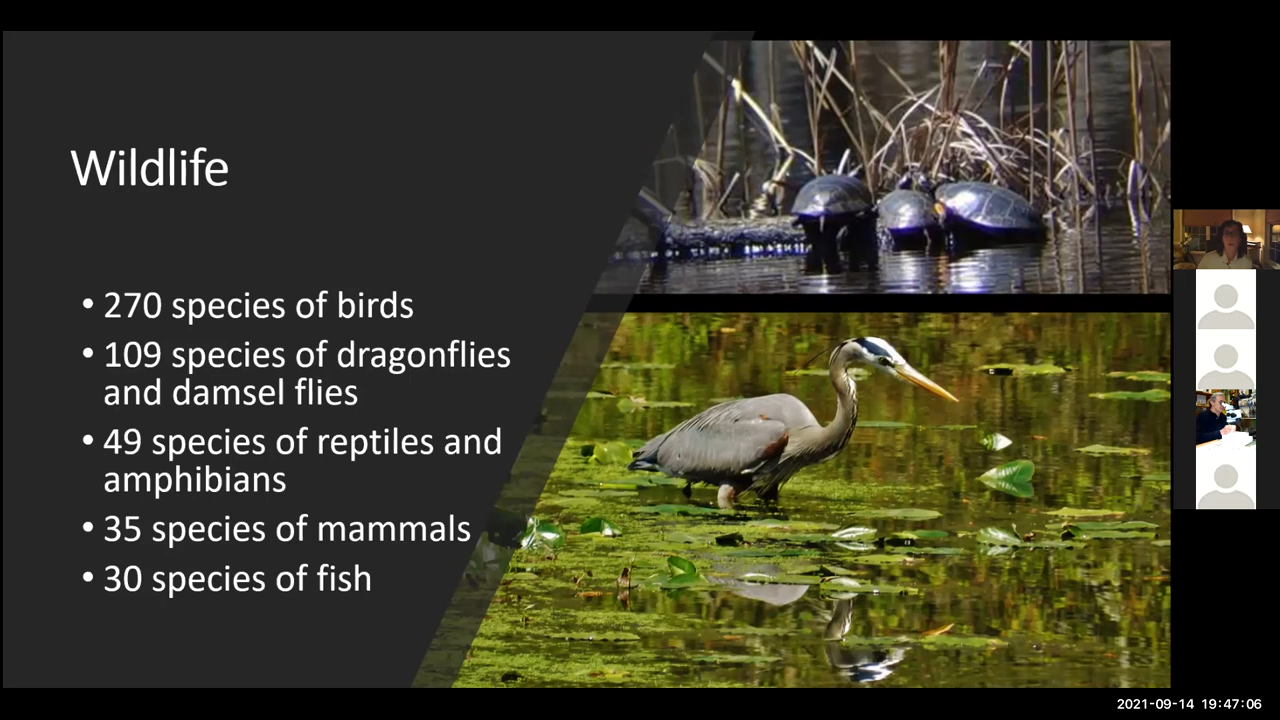 Wildlife
• 270 species of birds
• 109 species of dragonflies
and damsel flies
• 49 species of reptiles and
amphibians
• 35 species of mammals
• 30 species of fish
2021-09-14 19:47:06